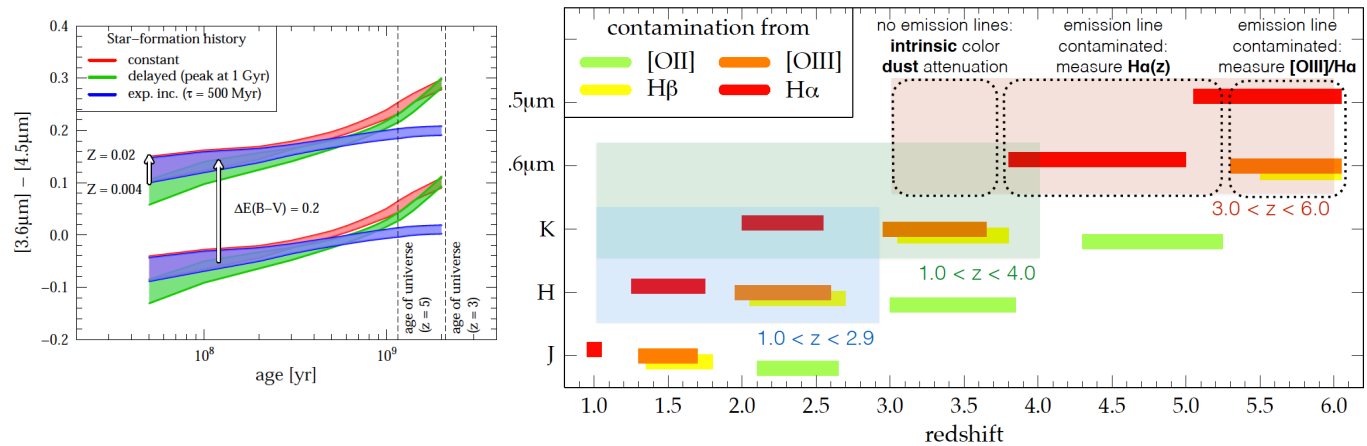 Star−formation history
constant
delayed (peak at 1 Gyr)
exp. inc. (τ = 500 Myr)
0.4
0.3
0.2
0.1
0.0
−0.1
−0.2
[3.6μm] − [4.5μm]
Z = 0.02
Z = 0.004
ΔE(B−V) = 0.2
age of universe
(z = 5)
age of universe
(z = 3)
10⁸
10⁹
age [yr]
contamination from
[OII]
[OIII]
Hβ
Hα
no emission lines:
intrinsic color
dust attenuation
emission line
contaminated:
measure Hα(z)
emission line
contaminated:
measure [OIII]/Hα
.5μm
.6μm
K
H
J
3.0 < z < 6.0
1.0 < z < 4.0
1.0 < z < 2.9
1.0
1.5
2.0
2.5
3.0
3.5
4.0
4.5
5.0
5.5
6.0
redshift